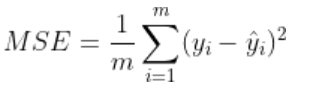 MSE = \frac{1}{m} \sum_{i=1}^{m} (y_i - \hat{y}_i)^2